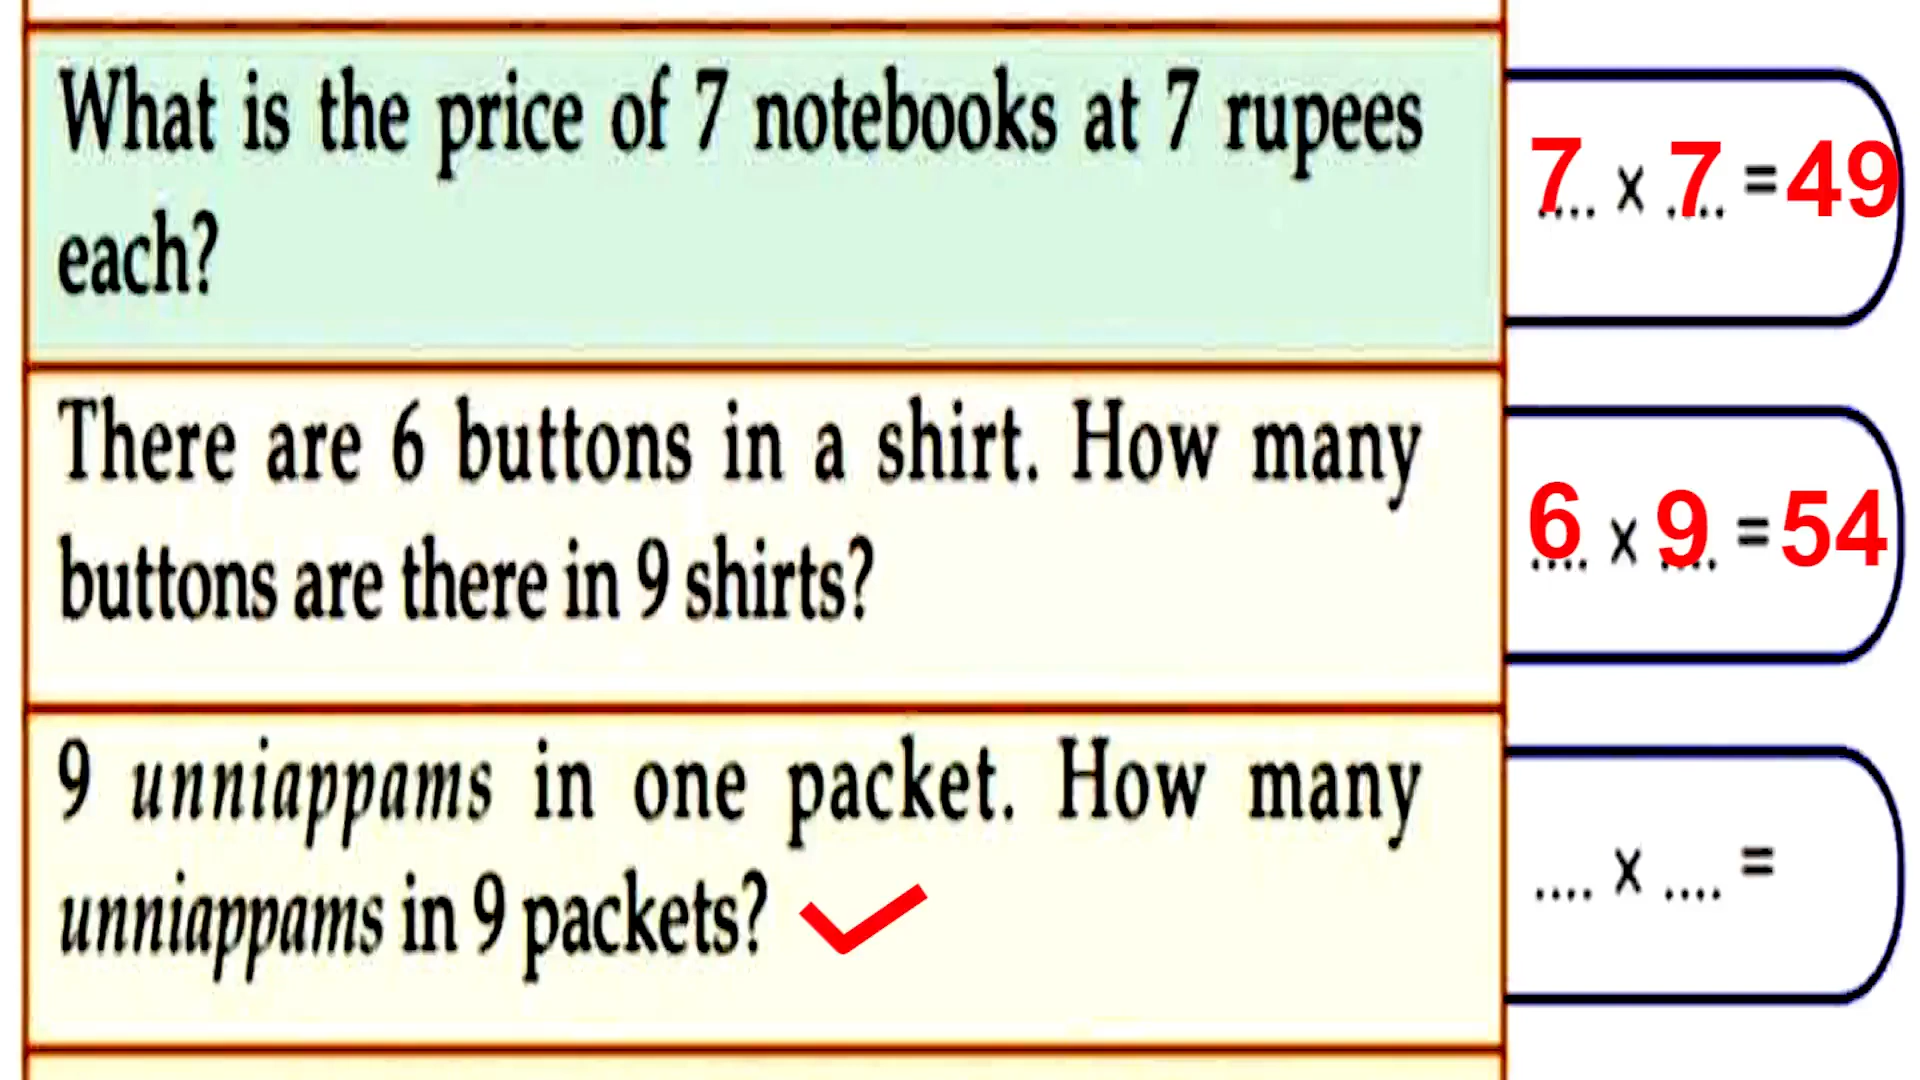 What is the price of 7 notebooks at 7 rupees
each?
7 × 7 = 49
There are 6 buttons in a shirt. How many
buttons are there in 9 shirts?
6 × 9 = 54
9 unniappams in one packet. How many
unniappams in 9 packets?
.... × .... =